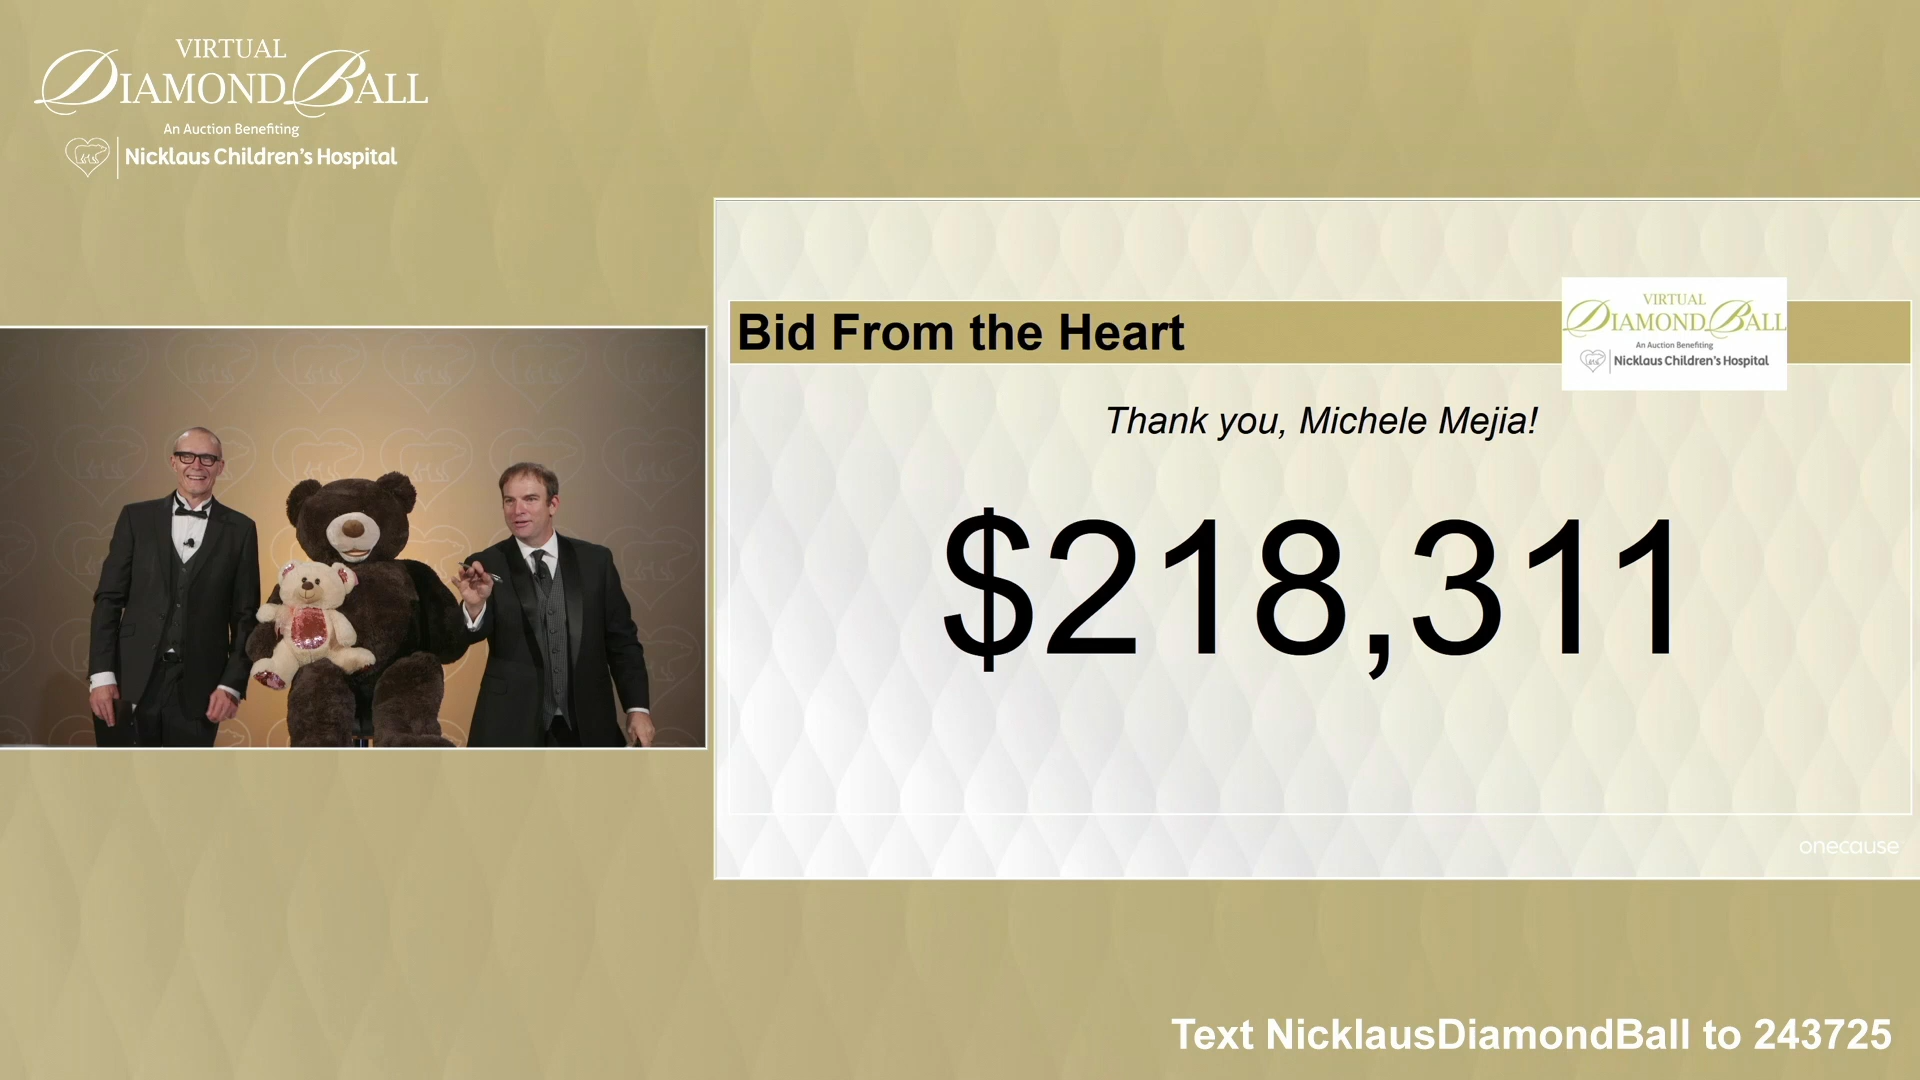 VIRTUAL
DIAMOND BALL
An Auction Benefiting
Nicklaus Children's Hospital
Bid From the Heart
VIRTUAL
DIAMOND BALL
An Auction Benefiting
Nicklaus Children's Hospital
Thank you, Michele Mejia!
$218,311
onecause
Text NicklausDiamondBall to 243725